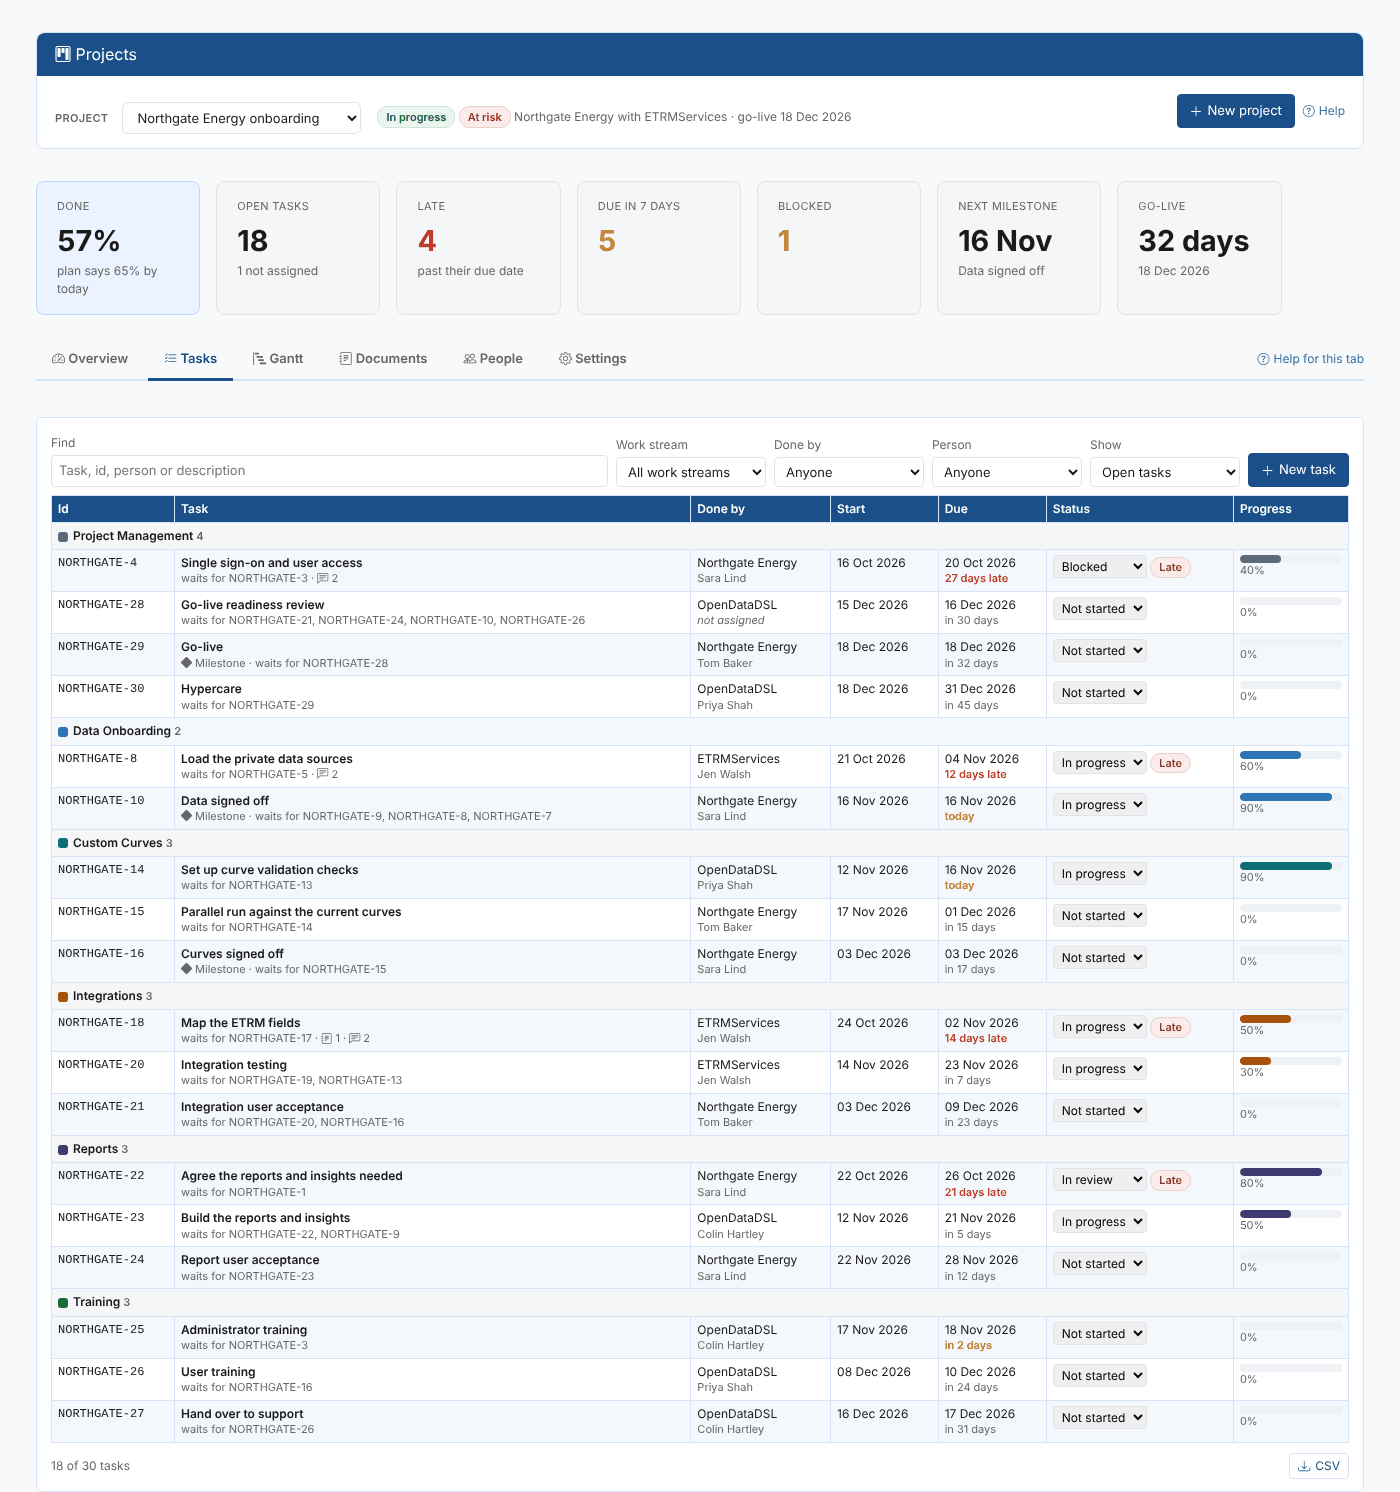 Projects
PROJECT Northgate Energy onboarding In progress At risk Northgate Energy with ETRMServices · go-live 18 Dec 2026 + New project Help
DONE
57%
plan says 65% by
today
OPEN TASKS
18
1 not assigned
LATE
4
past their due date
DUE IN 7 DAYS
5
BLOCKED
1
NEXT MILESTONE
16 Nov
Data signed off
GO-LIVE
32 days
18 Dec 2026
Overview Tasks Gantt Documents People Settings Help for this tab
Find Work stream Done by Person Show
Task, id, person or description All work streams Anyone Anyone Open tasks + New task
Id Task Done by Start Due Status Progress
Project Management 4
NORTHGATE-4 Single sign-on and user access Northgate Energy 16 Oct 2026 20 Oct 2026 Blocked Late
waits for NORTHGATE-3 · 2 Sara Lind 27 days late 40%
NORTHGATE-28 Go-live readiness review OpenDataDSL 15 Dec 2026 16 Dec 2026 Not started
waits for NORTHGATE-21, NORTHGATE-24, NORTHGATE-10, NORTHGATE-26 not assigned in 30 days 0%
NORTHGATE-29 Go-live Northgate Energy 18 Dec 2026 18 Dec 2026 Not started
Milestone · waits for NORTHGATE-28 Tom Baker in 32 days 0%
NORTHGATE-30 Hypercare OpenDataDSL 18 Dec 2026 31 Dec 2026 Not started
waits for NORTHGATE-29 Priya Shah in 45 days 0%
Data Onboarding 2
NORTHGATE-8 Load the private data sources ETRMServices 21 Oct 2026 04 Nov 2026 In progress Late
waits for NORTHGATE-5 · 2 Jen Walsh 12 days late 60%
NORTHGATE-10 Data signed off Northgate Energy 16 Nov 2026 16 Nov 2026 In progress
Milestone · waits for NORTHGATE-9, NORTHGATE-8, NORTHGATE-7 Sara Lind today 90%
Custom Curves 3
NORTHGATE-14 Set up curve validation checks OpenDataDSL 12 Nov 2026 16 Nov 2026 In progress
waits for NORTHGATE-13 Priya Shah today 90%
NORTHGATE-15 Parallel run against the current curves Northgate Energy 17 Nov 2026 01 Dec 2026 Not started
waits for NORTHGATE-14 Tom Baker in 15 days 0%
NORTHGATE-16 Curves signed off Northgate Energy 03 Dec 2026 03 Dec 2026 Not started
Milestone · waits for NORTHGATE-15 Sara Lind in 17 days 0%
Integrations 3
NORTHGATE-18 Map the ETRM fields ETRMServices 24 Oct 2026 02 Nov 2026 In progress Late
waits for NORTHGATE-17 · 1 · 2 Jen Walsh 14 days late 50%
NORTHGATE-20 Integration testing ETRMServices 14 Nov 2026 23 Nov 2026 In progress
waits for NORTHGATE-19, NORTHGATE-13 Jen Walsh in 7 days 30%
NORTHGATE-21 Integration user acceptance Northgate Energy 03 Dec 2026 09 Dec 2026 Not started
waits for NORTHGATE-20, NORTHGATE-16 Tom Baker in 23 days 0%
Reports 3
NORTHGATE-22 Agree the reports and insights needed Northgate Energy 22 Oct 2026 26 Oct 2026 In review Late
waits for NORTHGATE-1 Sara Lind 21 days late 80%
NORTHGATE-23 Build the reports and insights OpenDataDSL 12 Nov 2026 21 Nov 2026 In progress
waits for NORTHGATE-22, NORTHGATE-9 Colin Hartley in 5 days 50%
NORTHGATE-24 Report user acceptance Northgate Energy 22 Nov 2026 28 Nov 2026 Not started
waits for NORTHGATE-23 Sara Lind in 12 days 0%
Training 3
NORTHGATE-25 Administrator training OpenDataDSL 17 Nov 2026 18 Nov 2026 Not started
waits for NORTHGATE-3 Colin Hartley in 2 days 0%
NORTHGATE-26 User training OpenDataDSL 08 Dec 2026 10 Dec 2026 Not started
waits for NORTHGATE-16 Priya Shah in 24 days 0%
NORTHGATE-27 Hand over to support OpenDataDSL 16 Dec 2026 17 Dec 2026 Not started
waits for NORTHGATE-26 Colin Hartley in 31 days 0%
18 of 30 tasks CSV